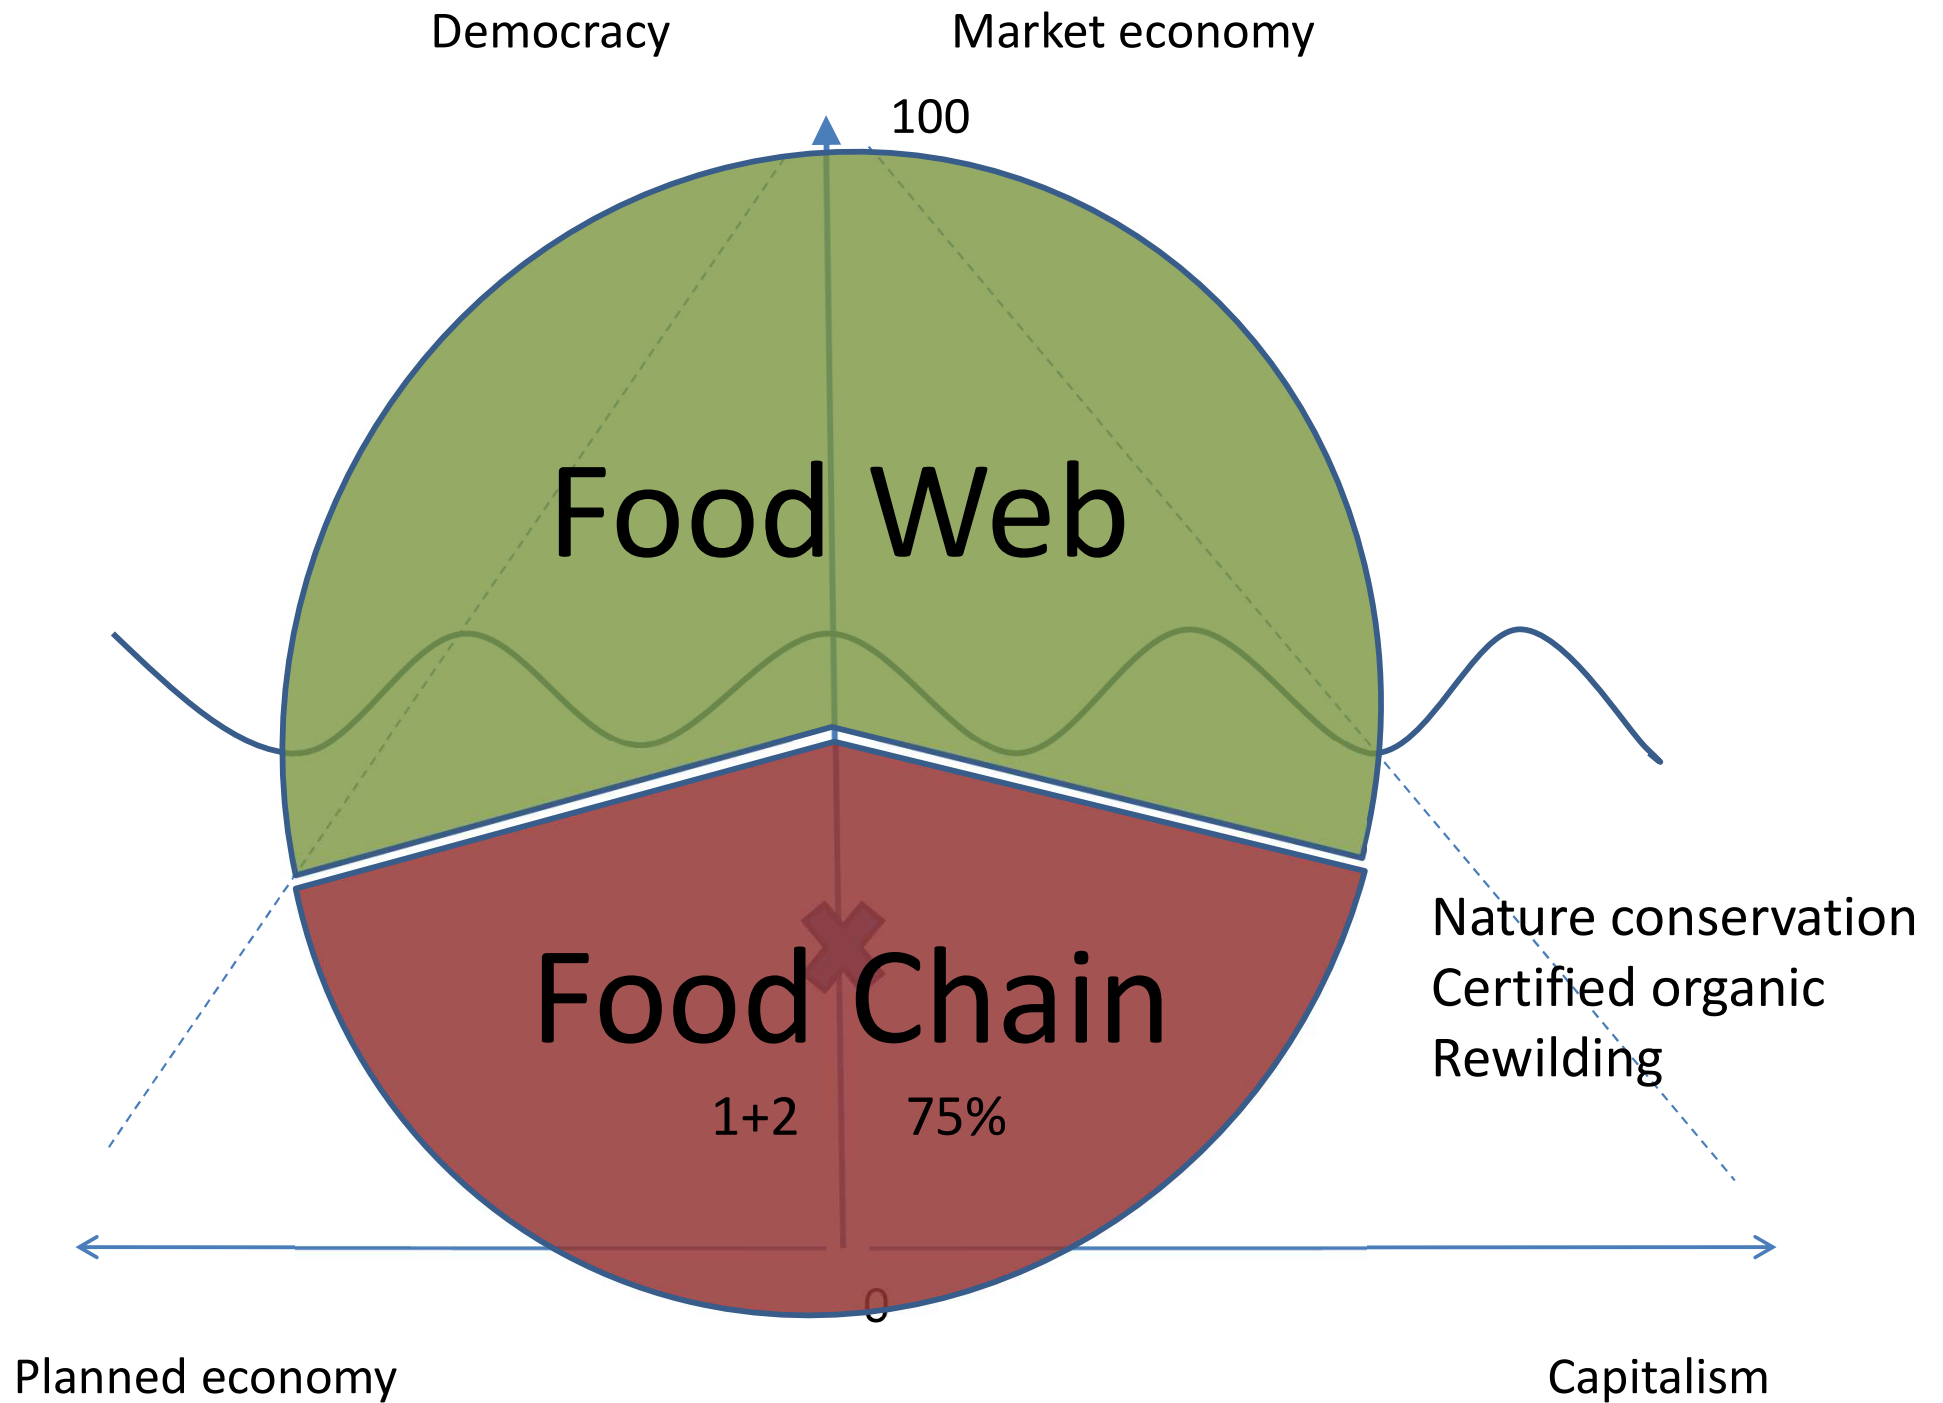 Democracy
Market economy
100
Food Web
Food Chain
Nature conservation
Certified organic
Rewilding
1+2
75%
0
Planned economy
Capitalism